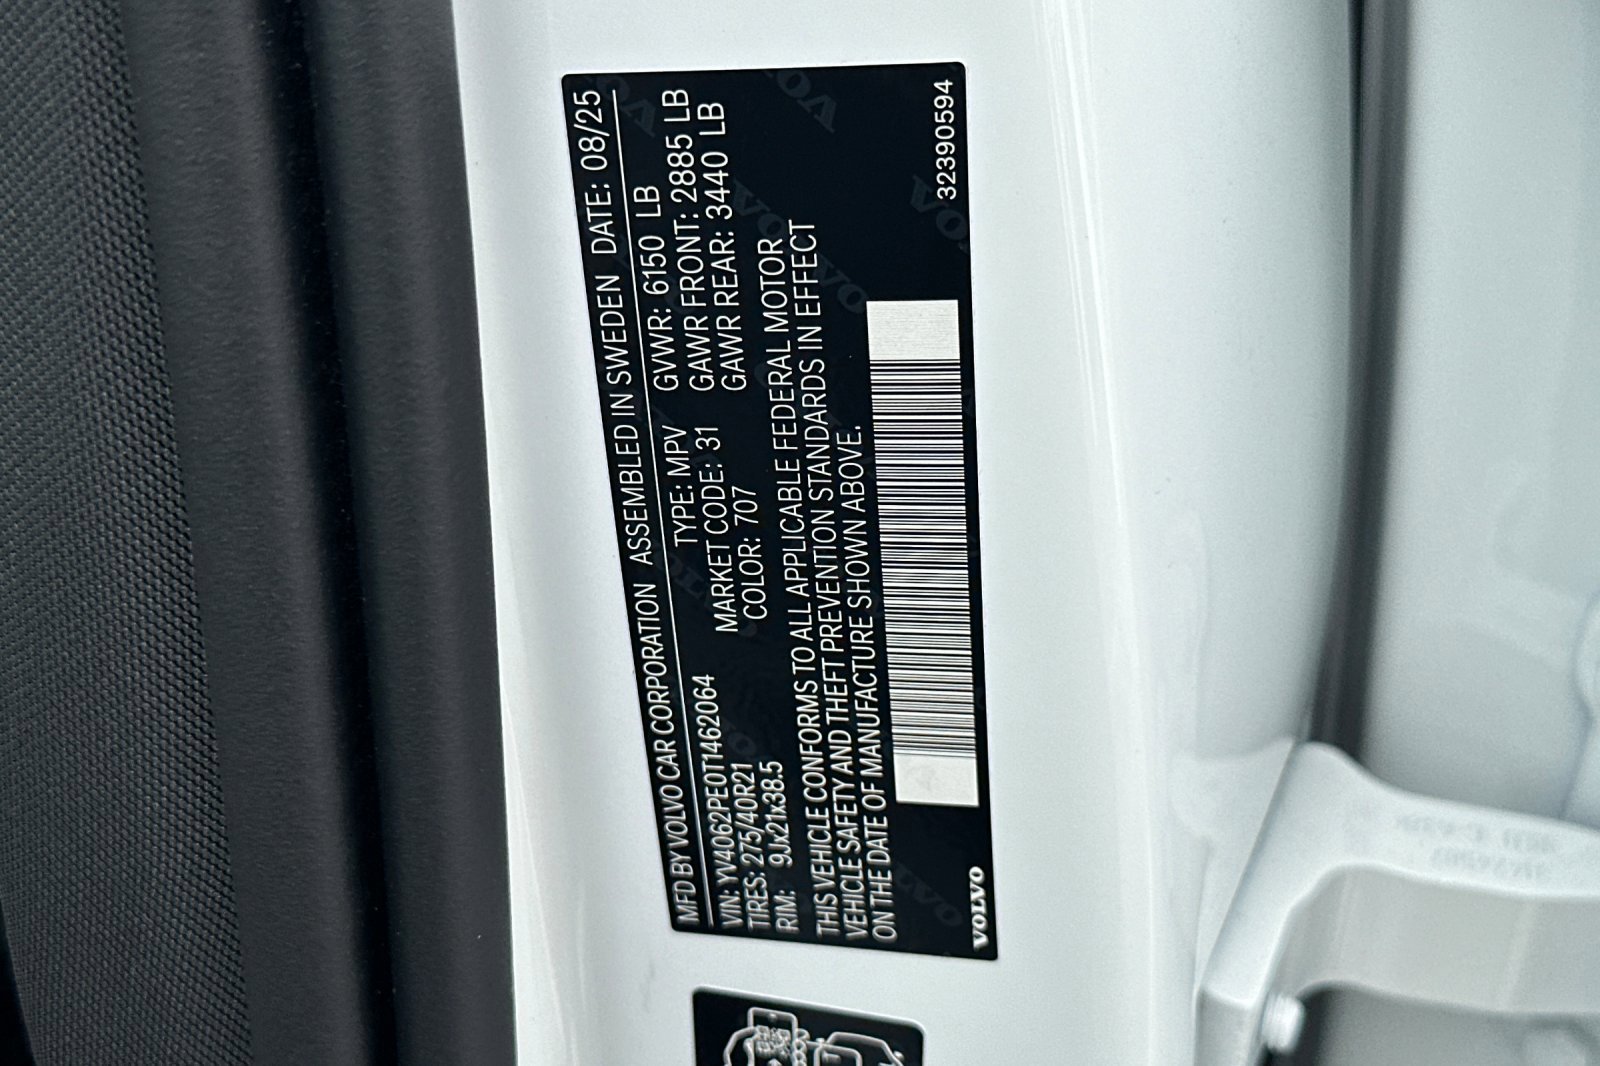 MFD BY VOLVO CAR CORPORATION ASSEMBLED IN SWEDEN DATE: 08/25
VIN: YV4062PE0T1462064 TYPE: MPV GVWR: 6150 LB
TIRES: 275/40R21 MARKET CODE: 31 GAWR FRONT: 2885 LB
RIM: 9Jx21x38.5 COLOR: 707 GAWR REAR: 3440 LB
THIS VEHICLE CONFORMS TO ALL APPLICABLE FEDERAL MOTOR
VEHICLE SAFETY AND THEFT PREVENTION STANDARDS IN EFFECT
ON THE DATE OF MANUFACTURE SHOWN ABOVE.
VOLVO 32390594